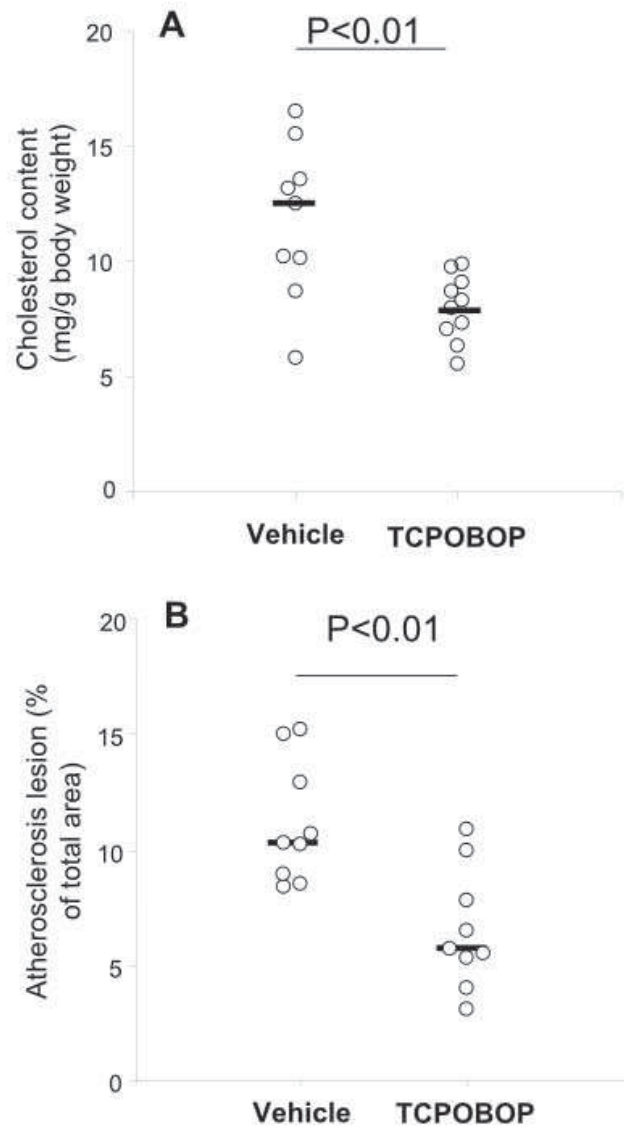 A
P<0.01
20
15
10
5
0
Cholesterol content
(mg/g body weight)
Vehicle TCPOBOP
B
P<0.01
20
15
10
5
0
Atherosclerosis lesion (%
of total area)
Vehicle TCPOBOP